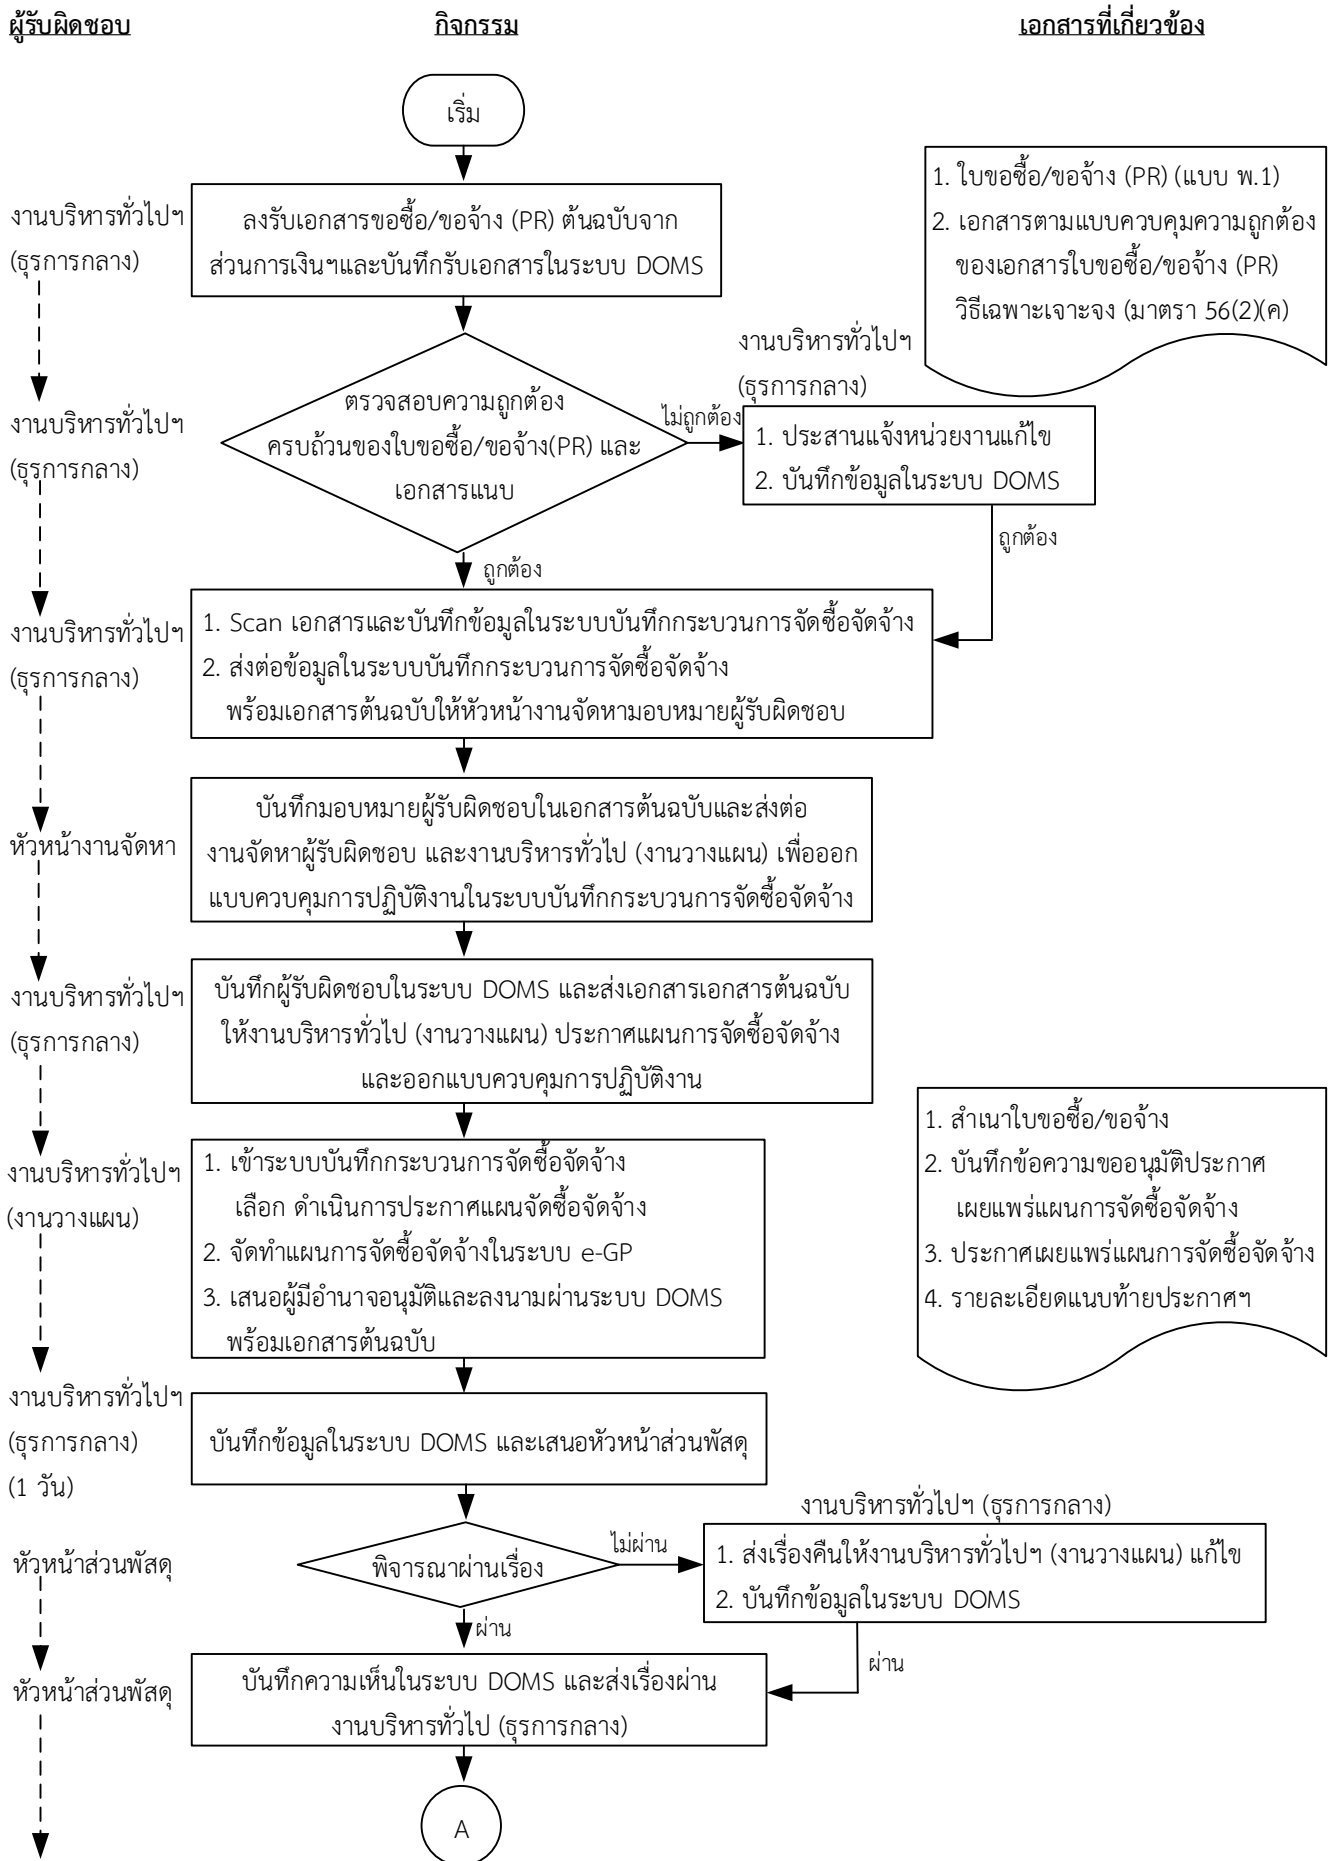 ผู้รับผิดชอบ
กิจกรรม
เอกสารที่เกี่ยวข้อง
เริ่ม
งานบริหารทั่วไปฯ
(ธุรการกลาง)
ลงรับเอกสารขอซื้อ/ขอจ้าง (PR) ต้นฉบับจาก
ส่วนการเงินฯและบันทึกรับเอกสารในระบบ DOMS
1. ใบขอซื้อ/ขอจ้าง (PR) (แบบ พ.1)
2. เอกสารตามแบบควบคุมความถูกต้อง
ของเอกสารใบขอซื้อ/ขอจ้าง (PR)
วิธีเฉพาะเจาะจง (มาตรา 56(2)(ค)
งานบริหารทั่วไปฯ
(ธุรการกลาง)
ตรวจสอบความถูกต้อง
ครบถ้วนของใบขอซื้อ/ขอจ้าง(PR) และ
เอกสารแนบ
ไม่ถูกต้อง
งานบริหารทั่วไปฯ
(ธุรการกลาง)
1. ประสานแจ้งหน่วยงานแก้ไข
2. บันทึกข้อมูลในระบบ DOMS
ถูกต้อง
ถูกต้อง
งานบริหารทั่วไปฯ
(ธุรการกลาง)
1. Scan เอกสารและบันทึกข้อมูลในระบบบันทึกกระบวนการจัดซื้อจัดจ้าง
2. ส่งต่อข้อมูลในระบบบันทึกกระบวนการจัดซื้อจัดจ้าง
พร้อมเอกสารต้นฉบับให้หัวหน้างานจัดหามอบหมายผู้รับผิดชอบ
หัวหน้างานจัดหา
บันทึกมอบหมายผู้รับผิดชอบในเอกสารต้นฉบับและส่งต่อ
งานจัดหาผู้รับผิดชอบ และงานบริหารทั่วไป (งานวางแผน) เพื่อออก
แบบควบคุมการปฏิบัติงานในระบบบันทึกกระบวนการจัดซื้อจัดจ้าง
งานบริหารทั่วไปฯ
(ธุรการกลาง)
บันทึกผู้รับผิดชอบในระบบ DOMS และส่งเอกสารเอกสารต้นฉบับ
ให้งานบริหารทั่วไป (งานวางแผน) ประกาศแผนการจัดซื้อจัดจ้าง
และออกแบบควบคุมการปฏิบัติงาน
งานบริหารทั่วไปฯ
(งานวางแผน)
1. เข้าระบบบันทึกกระบวนการจัดซื้อจัดจ้าง
เลือก ดำเนินการประกาศแผนจัดซื้อจัดจ้าง
2. จัดทำแผนการจัดซื้อจัดจ้างในระบบ e-GP
3. เสนอผู้มีอำนาจอนุมัติและลงนามผ่านระบบ DOMS
พร้อมเอกสารต้นฉบับ
1. สำเนาใบขอซื้อ/ขอจ้าง
2. บันทึกข้อความขออนุมัติประกาศ
เผยแพร่แผนการจัดซื้อจัดจ้าง
3. ประกาศเผยแพร่แผนการจัดซื้อจัดจ้าง
4. รายละเอียดแนบท้ายประกาศฯ
งานบริหารทั่วไปฯ
(ธุรการกลาง)
(1 วัน)
บันทึกข้อมูลในระบบ DOMS และเสนอหัวหน้าส่วนพัสดุ
หัวหน้าส่วนพัสดุ
พิจารณาผ่านเรื่อง
ไม่ผ่าน
งานบริหารทั่วไปฯ (ธุรการกลาง)
1. ส่งเรื่องคืนให้งานบริหารทั่วไปฯ (งานวางแผน) แก้ไข
2. บันทึกข้อมูลในระบบ DOMS
ผ่าน
ผ่าน
หัวหน้าส่วนพัสดุ
บันทึกความเห็นในระบบ DOMS และส่งเรื่องผ่าน
งานบริหารทั่วไป (ธุรการกลาง)
A